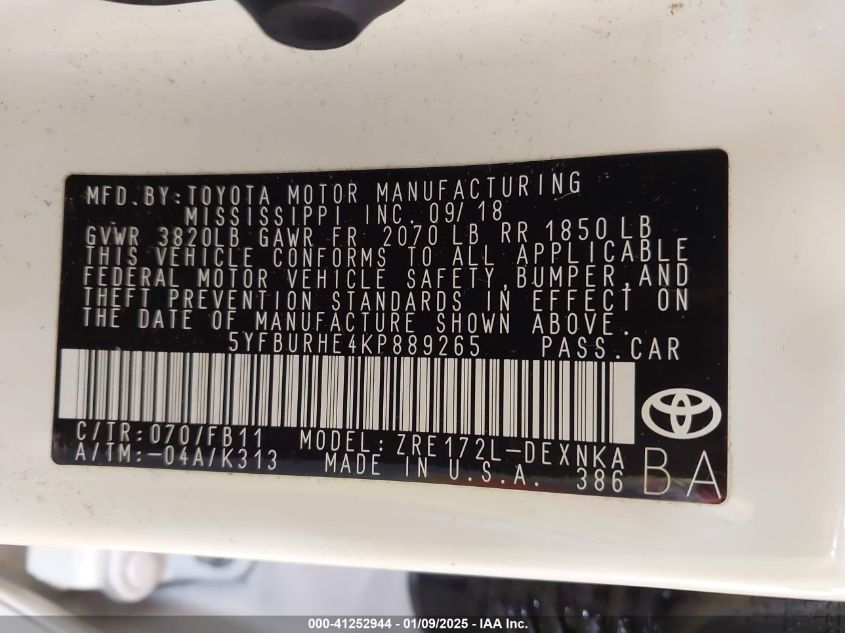 MFD.BY:TOYOTA MOTOR MANUFACTURING
MISSISSIPPI INC. 09/18
GVWR 3820LB GAWR FR 2070 LB RR 1850LB
THIS VEHICLE CONFORMS TO ALL APPLICABLE
FEDERAL MOTOR VEHICLE SAFETY,BUMPER,AND
THEFT PREVENTION STANDARDS IN EFFECT ON
THE DATE OF MANUFACTURE SHOWN ABOVE.
5YFBURHE4KP889265 PASS.CAR
C/TR:070/FB11 MODEL: ZRE172L-DEXNKA
A/TM:-04A/K313 MADE IN U.S.A. 386
BA
000-41252944 - 01/09/2025 - © IAA Inc.